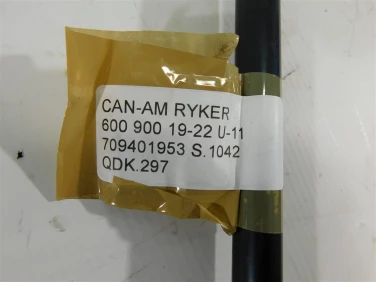 CAN-AM RYKER
600 900 19-22 U-11
709401953 S.1042
QDK.297